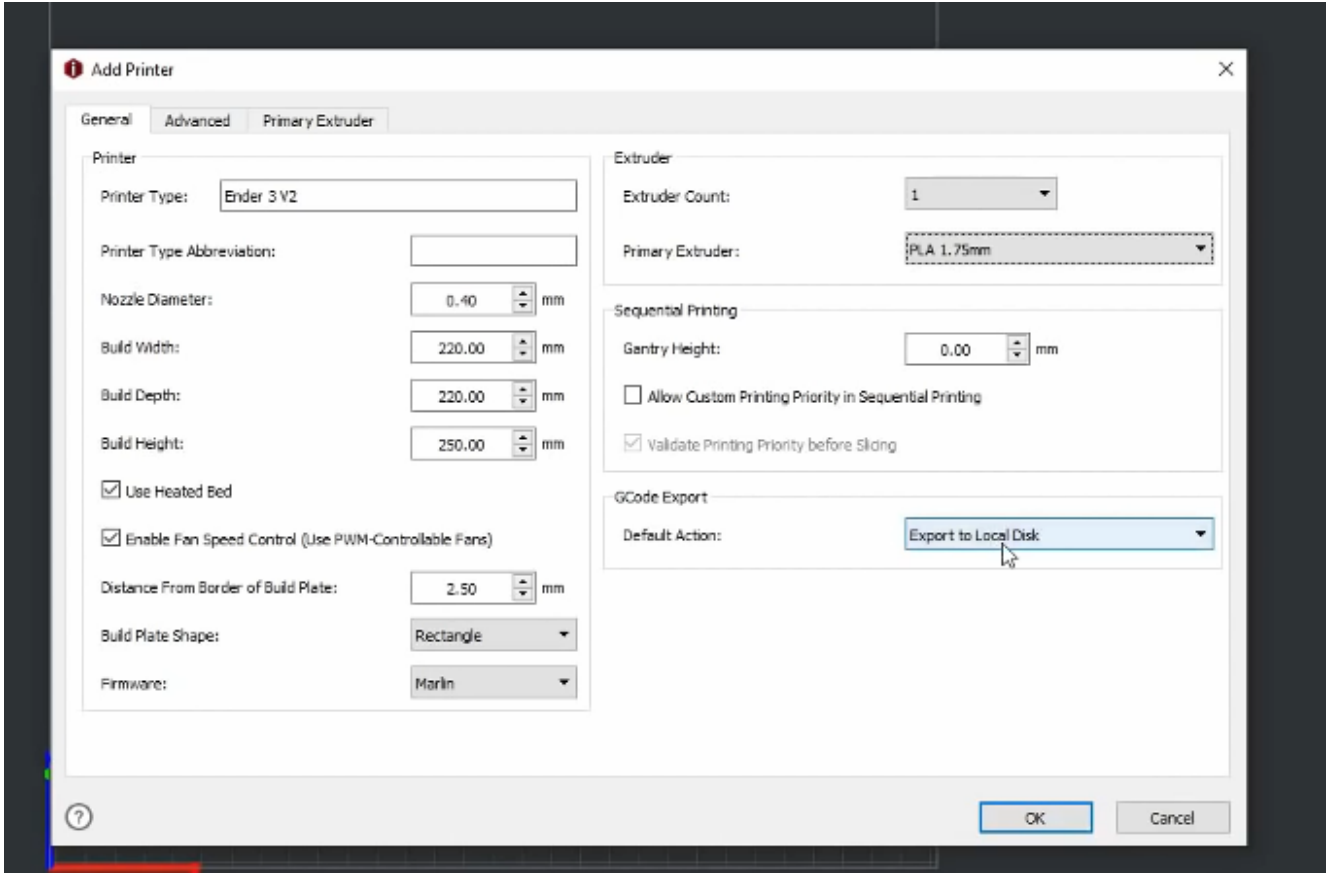 Add Printer
General Advanced Primary Extruder
Printer
Printer Type: Ender 3 V2
Printer Type Abbreviation:
Nozzle Diameter: 0.40 mm
Build Width: 220.00 mm
Build Depth: 220.00 mm
Build Height: 250.00 mm
Use Heated Bed
Enable Fan Speed Control (Use PWM-Controllable Fans)
Distance From Border of Build Plate: 2.50 mm
Build Plate Shape: Rectangle
Firmware: Marlin
Extruder
Extruder Count: 1
Primary Extruder: PLA 1.75mm
Sequential Printing
Gantry Height: 0.00 mm
Allow Custom Printing Priority in Sequential Printing
Validate Printing Priority before Slicing
GCode Export
Default Action: Export to Local Disk
?
OK Cancel